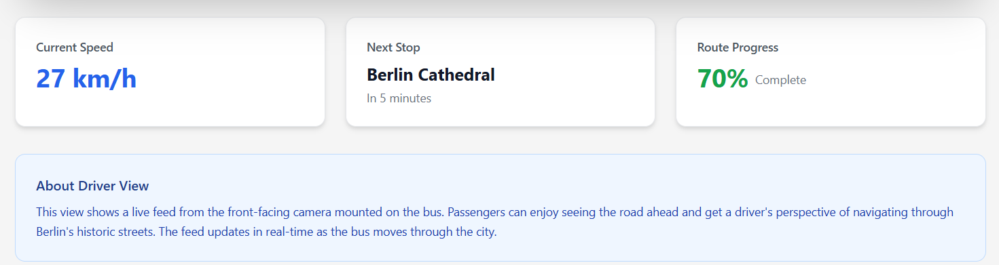 Current Speed
27 km/h
Next Stop
Berlin Cathedral
In 5 minutes
Route Progress
70% Complete
About Driver View
This view shows a live feed from the front-facing camera mounted on the bus. Passengers can enjoy seeing the road ahead and get a driver's perspective of navigating through
Berlin's historic streets. The feed updates in real-time as the bus moves through the city.